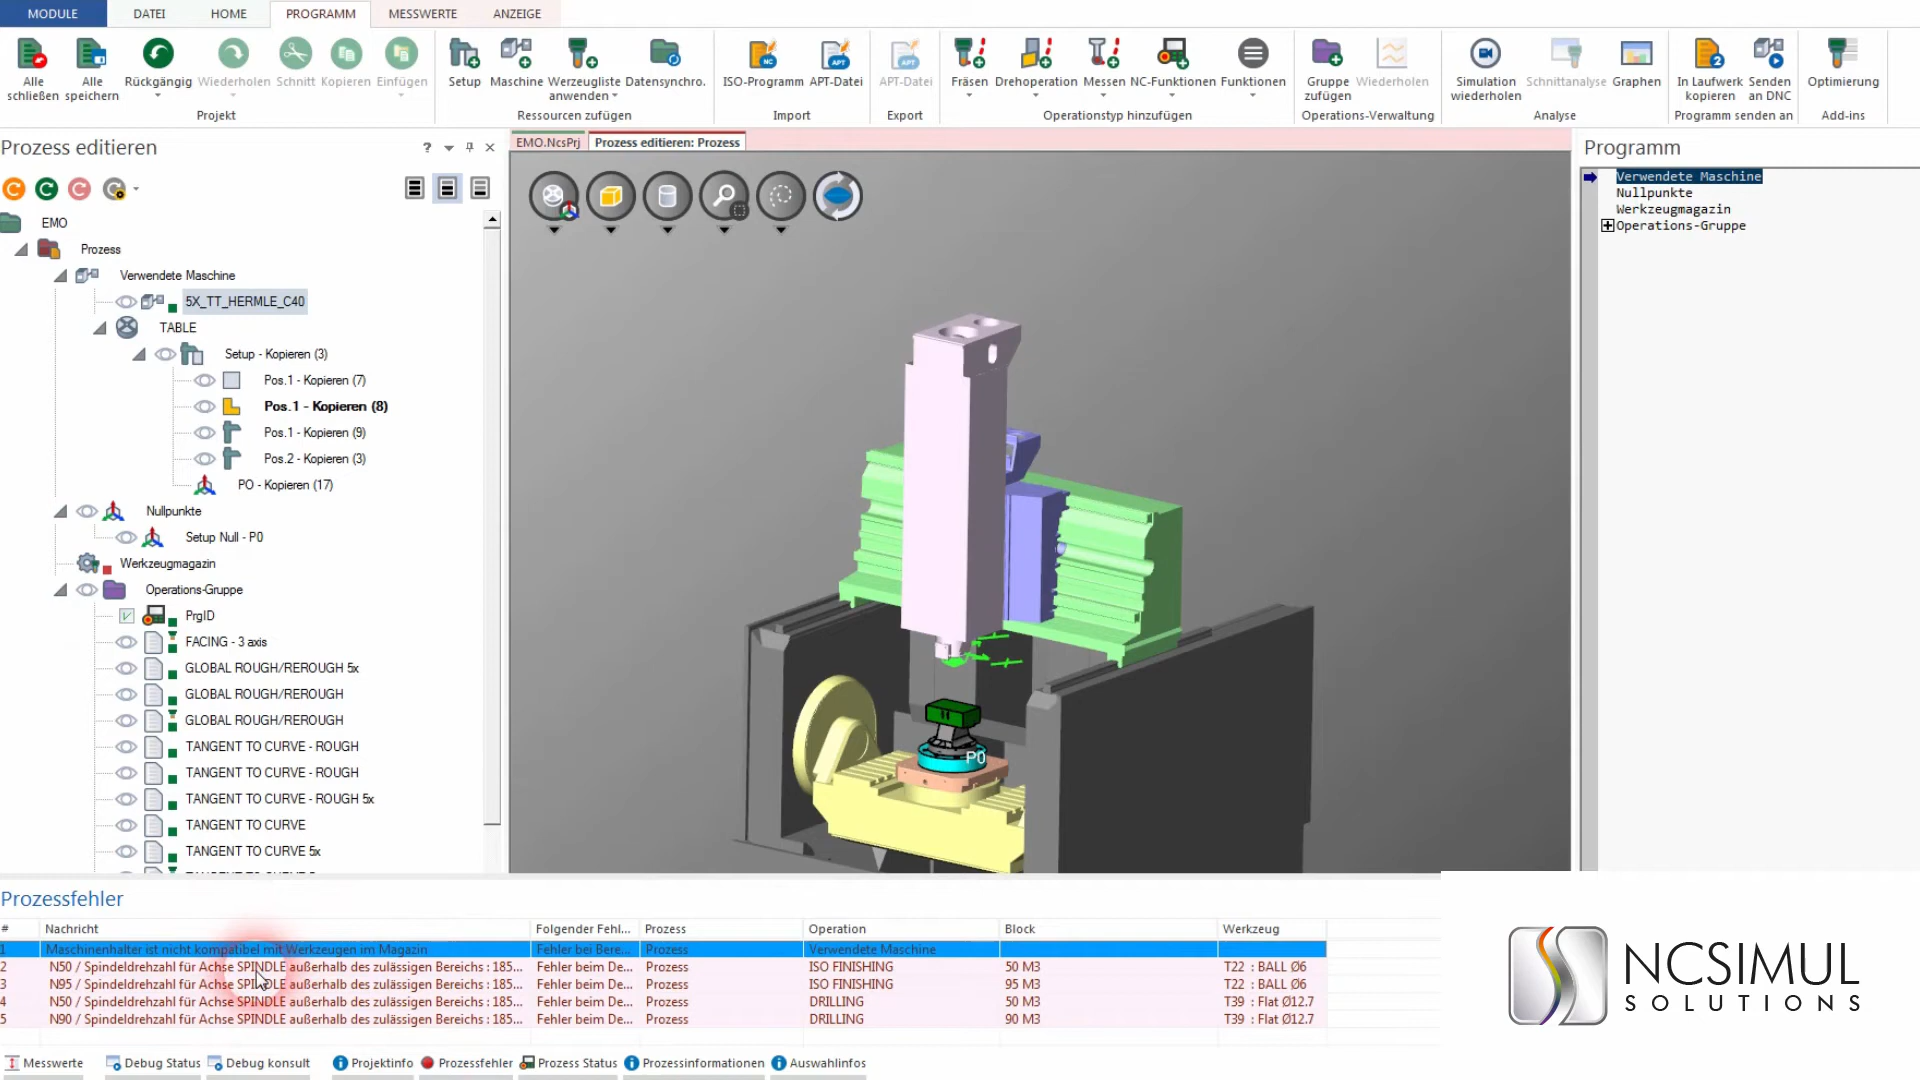 MODULE DATEI HOME PROGRAMM MESSWERTE ANZEIGE
Alle schließen
Alle speichern
Rückgängig
Wiederholen
Schnitt
Kopieren
Einfügen
Projekt
Setup
Maschine
Werzeugliste anwenden
Datensynchro.
Ressourcen zufügen
ISO-Programm
APT-Datei
Import
APT-Datei
Export
Fräsen
Drehoperation
Messen
NC-Funktionen
Funktionen
Operationstyp hinzufügen
Gruppe zufügen
Wiederholen
Operations-Verwaltung
Simulation wiederholen
Schnittanalyse
Graphen
Analyse
In Laufwerk kopieren
Senden an DNC
Programm senden an
Optimierung
Add-ins
Prozess editieren
EMO
Prozess
Verwendete Maschine
5X_TT_HERMLE_C40
TABLE
Setup - Kopieren (3)
Pos.1 - Kopieren (7)
Pos.1 - Kopieren (8)
Pos.1 - Kopieren (9)
Pos.2 - Kopieren (3)
PO - Kopieren (17)
Nullpunkte
Setup Null - P0
Werkzeugmagazin
Operations-Gruppe
PrgID
FACING - 3 axis
GLOBAL ROUGH/REROUGH 5x
GLOBAL ROUGH/REROUGH
GLOBAL ROUGH/REROUGH
TANGENT TO CURVE - ROUGH
TANGENT TO CURVE - ROUGH
TANGENT TO CURVE - ROUGH 5x
TANGENT TO CURVE
TANGENT TO CURVE 5x
EMO.NcsPrj
Prozess editieren: Prozess
P0
Programm
Verwendete Maschine
Nullpunkte
Werkzeugmagazin
Operations-Gruppe
Prozessfehler
# Nachricht Folgender Fehl... Prozess Operation Block Werkzeug
1 Maschinenhalter ist nicht kompatibel mit Werkzeugen im Magazin Fehler bei Bere... Prozess Verwendete Maschine
2 N50 / Spindeldrehzahl für Achse SPINDLE außerhalb des zulässigen Bereichs : 185... Fehler beim De... Prozess ISO FINISHING 50 M3 T22 : BALL Ø6
3 N95 / Spindeldrehzahl für Achse SPINDLE außerhalb des zulässigen Bereichs : 185... Fehler beim De... Prozess ISO FINISHING 95 M3 T22 : BALL Ø6
4 N50 / Spindeldrehzahl für Achse SPINDLE außerhalb des zulässigen Bereichs : 185... Fehler beim De... Prozess DRILLING 50 M3 T39 : Flat Ø12.7
5 N90 / Spindeldrehzahl für Achse SPINDLE außerhalb des zulässigen Bereichs : 185... Fehler beim De... Prozess DRILLING 90 M3 T39 : Flat Ø12.7
Messwerte Debug Status Debug konsult Projektinfo Prozessfehler Prozess Status Prozessinformationen Auswahlinfos
NCSIMUL
SOLUTIONS